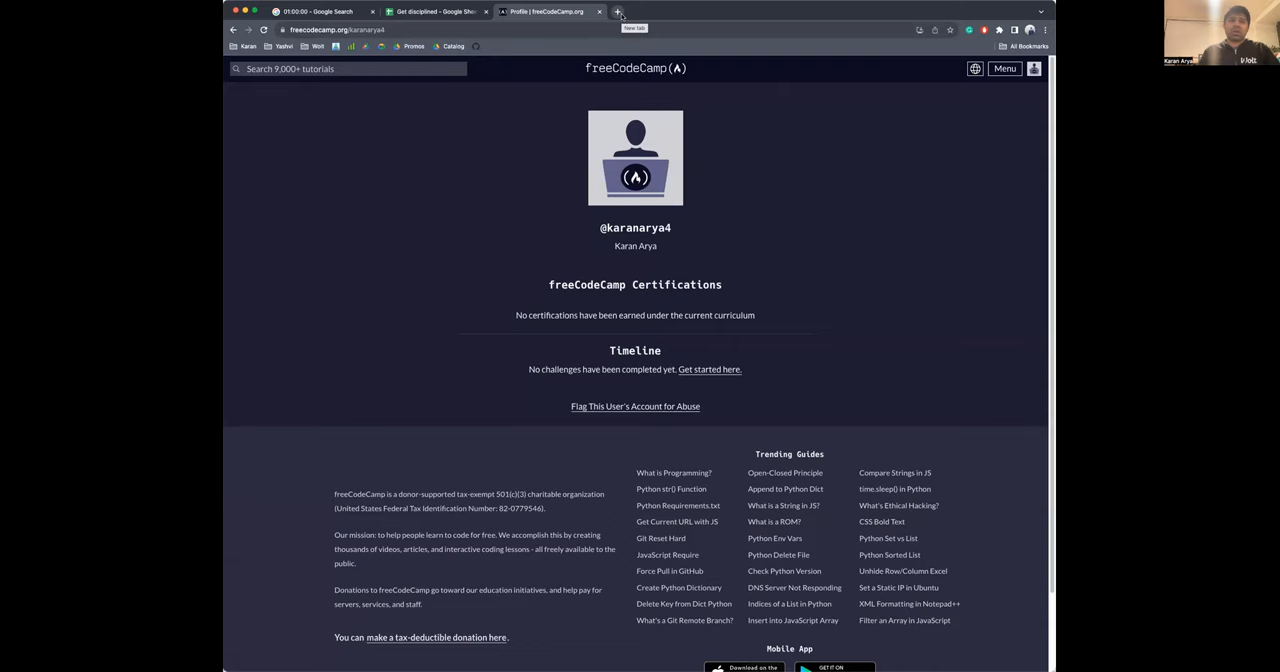 01:00:00 - Google Search
Get disciplined - Google She
Profile | freeCodeCamp.org
New tab
freecodecamp.org/karanarya4
Karan
Yashvi
Wolt
Promos
Catalog
All Bookmarks
Karan Arya
Wolt
Search 9,000+ tutorials
freeCodeCamp
Menu
@karanarya4
Karan Arya
freeCodeCamp Certifications
No certifications have been earned under the current curriculum
Timeline
No challenges have been completed yet. Get started here.
Flag This User's Account for Abuse
freeCodeCamp is a donor-supported tax-exempt 501(c)(3) charitable organization
(United States Federal Tax Identification Number: 82-0779546).
Our mission: to help people learn to code for free. We accomplish this by creating
thousands of videos, articles, and interactive coding lessons - all freely available to the
public.
Donations to freeCodeCamp go toward our education initiatives, and help pay for
servers, services, and staff.
You can make a tax-deductible donation here.
Trending Guides
What is Programming?
Python str() Function
Python Requirements.txt
Get Current URL with JS
Git Reset Hard
JavaScript Require
Force Pull in GitHub
Create Python Dictionary
Delete Key from Dict Python
What's a Git Remote Branch?
Open-Closed Principle
Append to Python Dict
What is a String in JS?
What is a ROM?
Python Env Vars
Python Delete File
Check Python Version
DNS Server Not Responding
Indices of a List in Python
Insert into JavaScript Array
Compare Strings in JS
time.sleep() in Python
What's Ethical Hacking?
CSS Bold Text
Python Set vs List
Python Sorted List
Unhide Row/Column Excel
Set a Static IP in Ubuntu
XML Formatting in Notepad++
Filter an Array in JavaScript
Mobile App
Download on the
GET IT ON